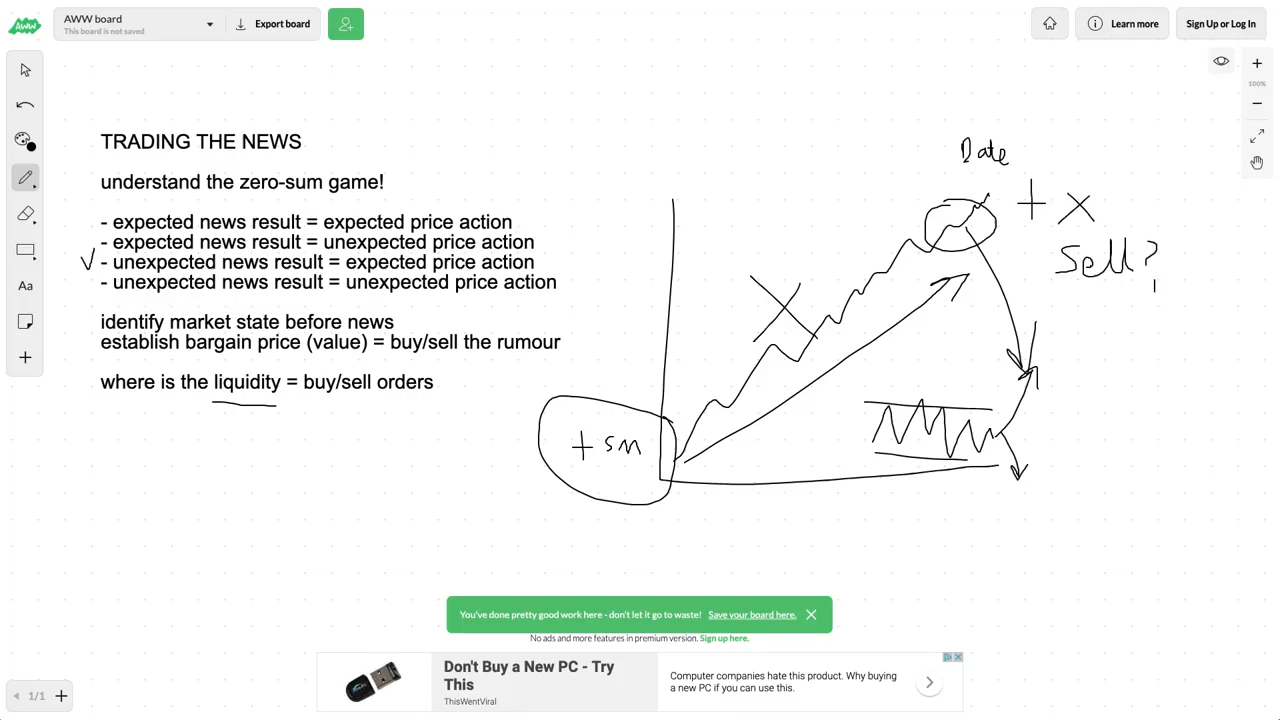 AWW
AWW board
This board is not saved
Export board
Learn more
Sign Up or Log In
100%
TRADING THE NEWS
understand the zero-sum game!
- expected news result = expected price action
- expected news result = unexpected price action
- unexpected news result = expected price action
- unexpected news result = unexpected price action
identify market state before news
establish bargain price (value) = buy/sell the rumour
where is the liquidity = buy/sell orders
Date
+ X
Sell?
X
+ SM
Aa
You've done pretty good work here - don't let it go to waste! Save your board here.
No ads and more features in premium version. Sign up here.
Don't Buy a New PC - Try
This
ThisWentViral
Computer companies hate this product. Why buying
a new PC if you can use this.
1/1